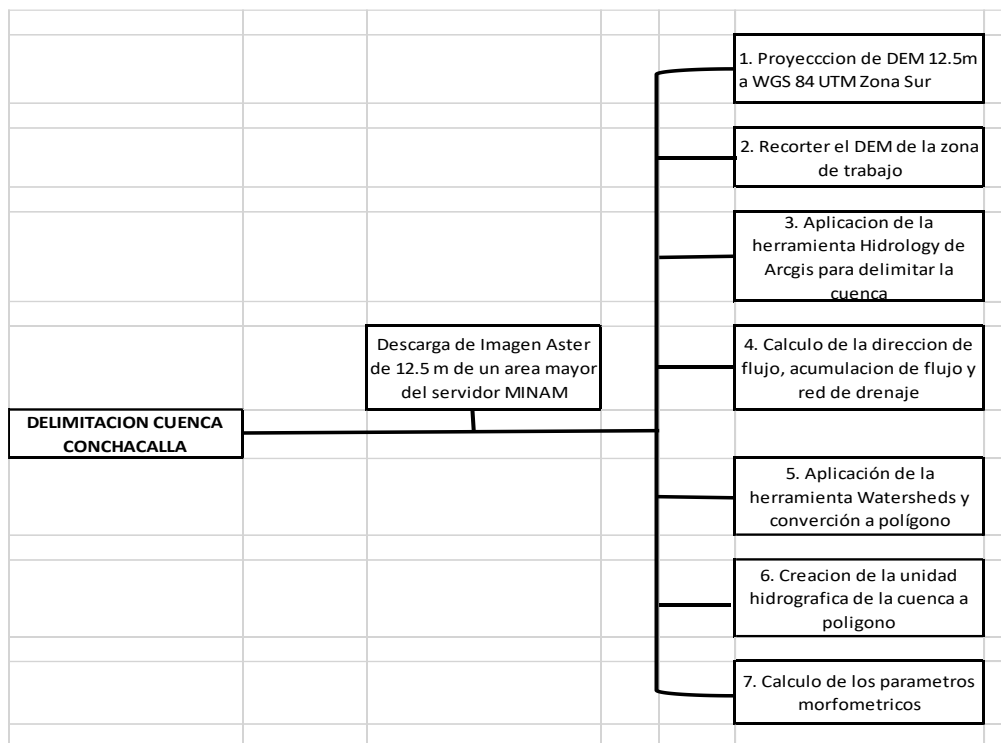 DELIMITACION CUENCA
CONCHACALLA
Descarga de Imagen Aster
de 12.5 m de un area mayor
del servidor MINAM
1. Proyecccion de DEM 12.5m
a WGS 84 UTM Zona Sur
2. Recorter el DEM de la zona
de trabajo
3. Aplicacion de la
herramienta Hidrology de
Arcgis para delimitar la
cuenca
4. Calculo de la direccion de
flujo, acumulacion de flujo y
red de drenaje
5. Aplicación de la
herramienta Watersheds y
converción a polígono
6. Creacion de la unidad
hidrografica de la cuenca a
poligono
7. Calculo de los parametros
morfometricos